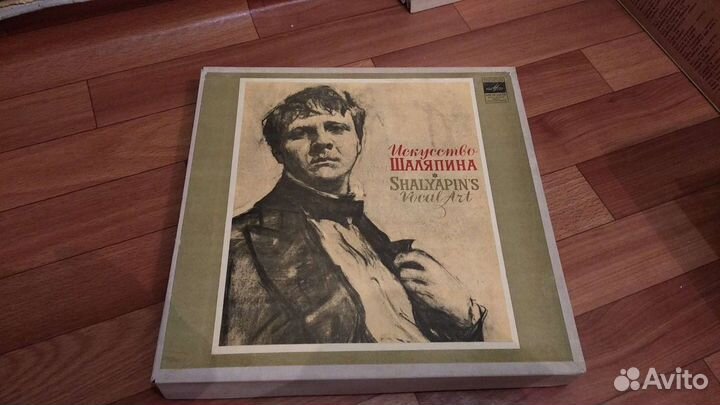 Искусство
ШАЛЯПИНА
SHALYAPIN'S
Vocal Art
Avito